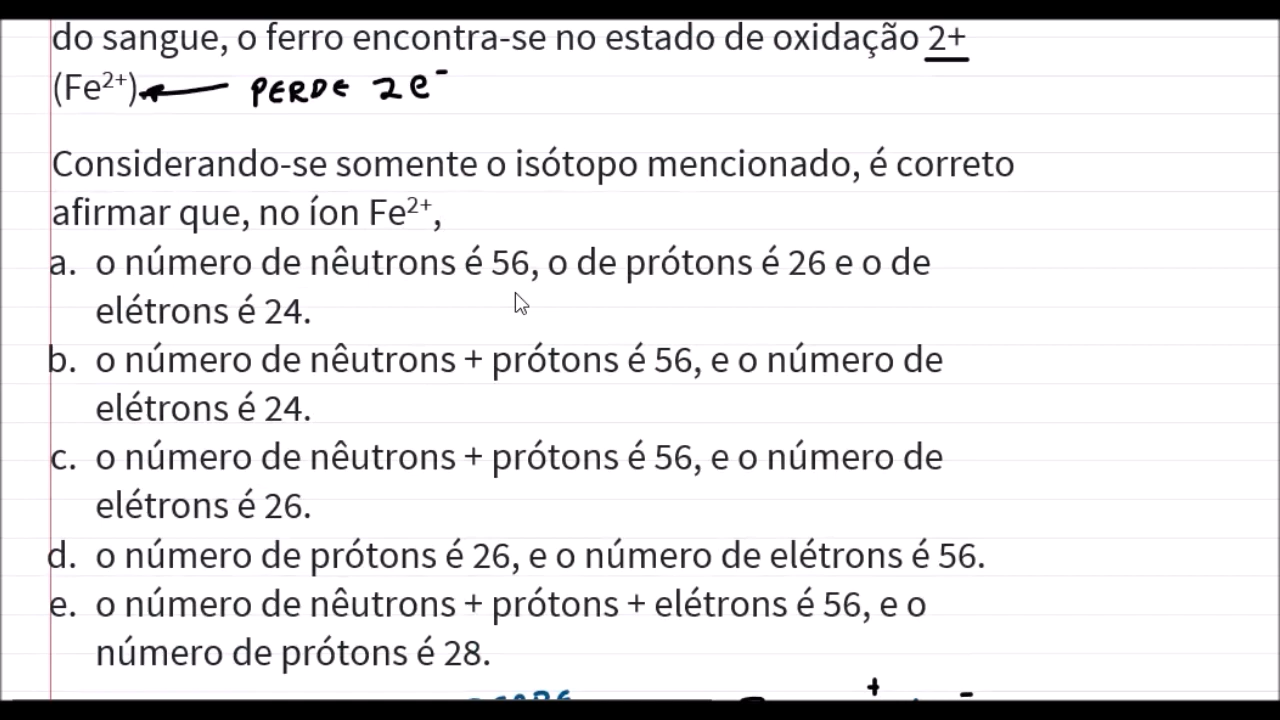 do sangue, o ferro encontra-se no estado de oxidação 2+
(Fe²⁺) PERDE 2e⁻
Considerando-se somente o isótopo mencionado, é correto
afirmar que, no íon Fe²⁺,
a. o número de nêutrons é 56, o de prótons é 26 e o de
elétrons é 24.
b. o número de nêutrons + prótons é 56, e o número de
elétrons é 24.
c. o número de nêutrons + prótons é 56, e o número de
elétrons é 26.
d. o número de prótons é 26, e o número de elétrons é 56.
e. o número de nêutrons + prótons + elétrons é 56, e o
número de prótons é 28.